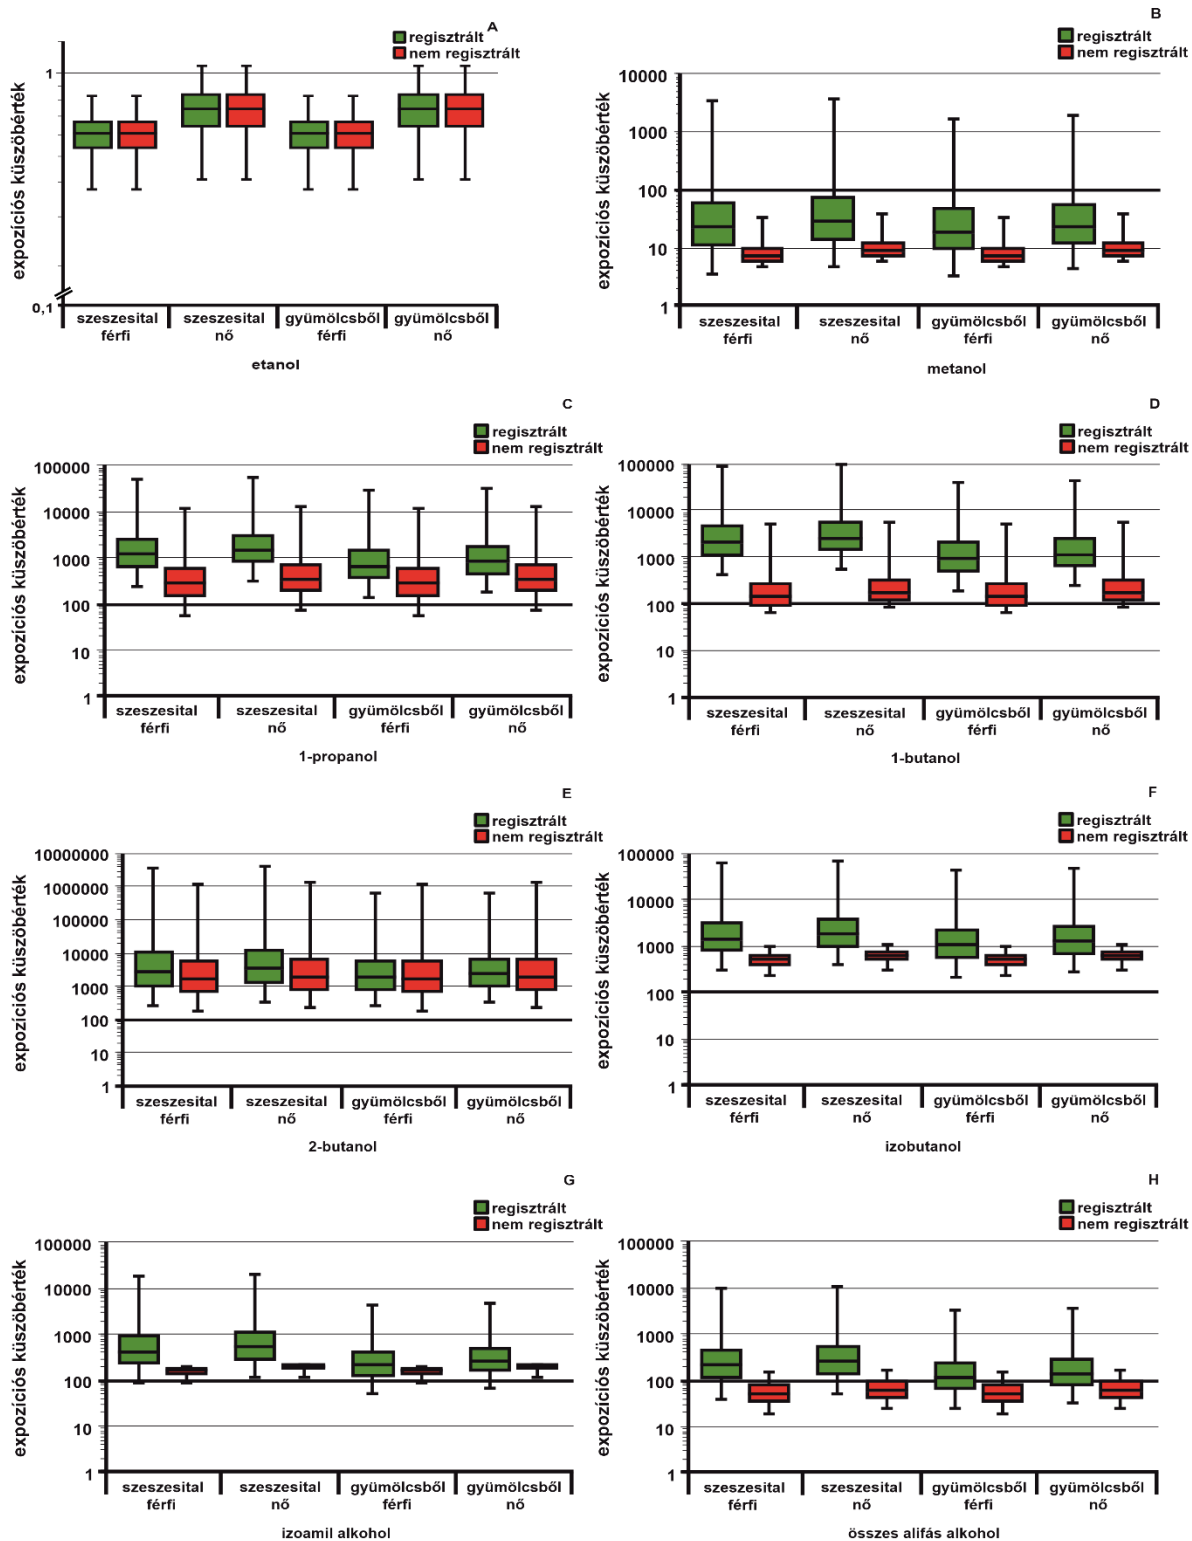 A
regisztrált
nem regisztrált
expozíciós küszöbérték
1
0,1
szeszesital férfi
szeszesital nő
gyümölcsből férfi
gyümölcsből nő
etanol
B
regisztrált
nem regisztrált
expozíciós küszöbérték
10000
1000
100
10
1
szeszesital férfi
szeszesital nő
gyümölcsből férfi
gyümölcsből nő
metanol
C
regisztrált
nem regisztrált
expozíciós küszöbérték
100000
10000
1000
100
10
1
szeszesital férfi
szeszesital nő
gyümölcsből férfi
gyümölcsből nő
1-propanol
D
regisztrált
nem regisztrált
expozíciós küszöbérték
100000
10000
1000
100
10
1
szeszesital férfi
szeszesital nő
gyümölcsből férfi
gyümölcsből nő
1-butanol
E
regisztrált
nem regisztrált
expozíciós küszöbérték
10000000
1000000
100000
10000
1000
100
10
1
szeszesital férfi
szeszesital nő
gyümölcsből férfi
gyümölcsből nő
2-butanol
F
regisztrált
nem regisztrált
expozíciós küszöbérték
100000
10000
1000
100
10
1
szeszesital férfi
szeszesital nő
gyümölcsből férfi
gyümölcsből nő
izobutanol
G
regisztrált
nem regisztrált
expozíciós küszöbérték
100000
10000
1000
100
10
1
szeszesital férfi
szeszesital nő
gyümölcsből férfi
gyümölcsből nő
izoamil alkohol
H
regisztrált
nem regisztrált
expozíciós küszöbérték
100000
10000
1000
100
10
1
szeszesital férfi
szeszesital nő
gyümölcsből férfi
gyümölcsből nő
összes alifás alkohol